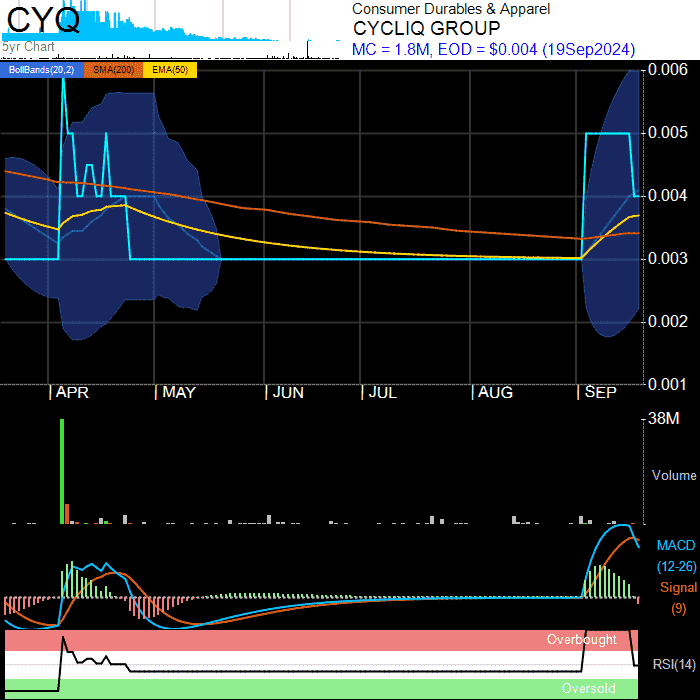 CYQ
5yr Chart
Consumer Durables & Apparel
CYCLIQ GROUP
MC = 1.8M, EOD = $0.004 (19Sep2024)
BollBands(20,2) SMA(200) EMA(50)
0.006
0.005
0.004
0.003
0.002
0.001
APR MAY JUN JUL AUG SEP
38M
Volume
MACD
(12-26)
Signal
(9)
Overbought
RSI(14)
Oversold